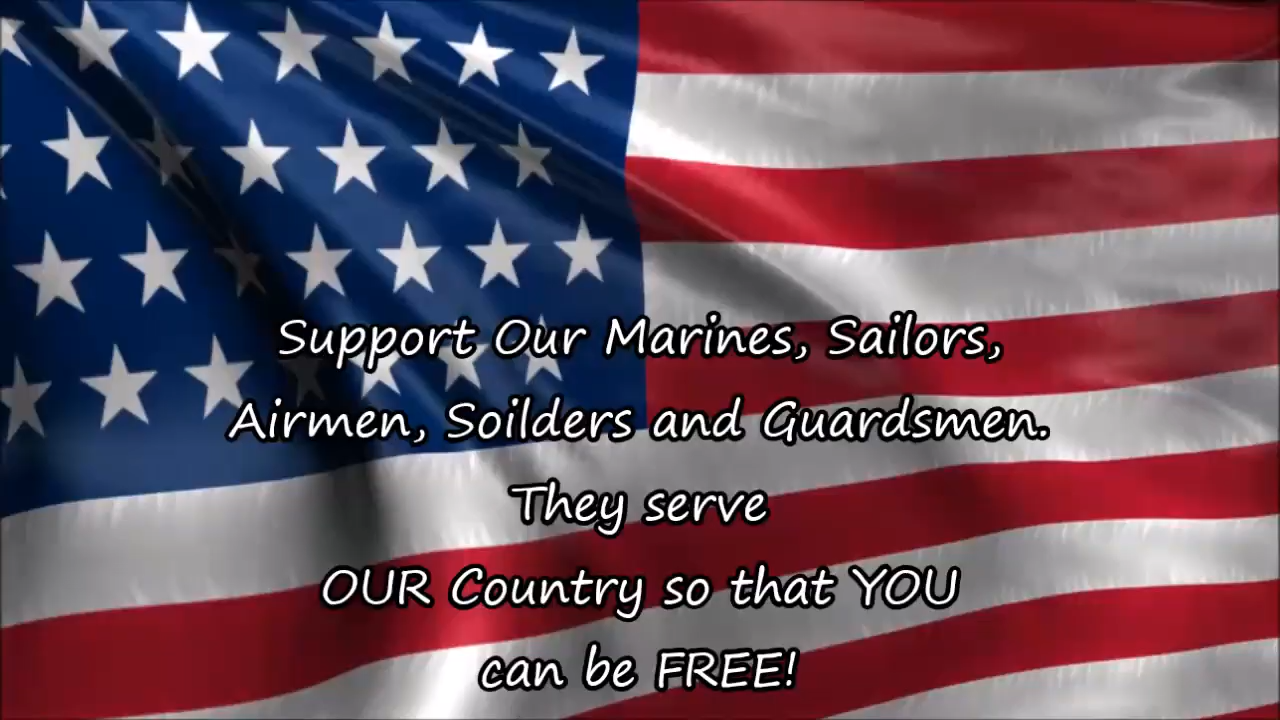 Support Our Marines, Sailors,
Airmen, Soilders and Guardsmen.
They serve
OUR Country so that YOU
can be FREE!